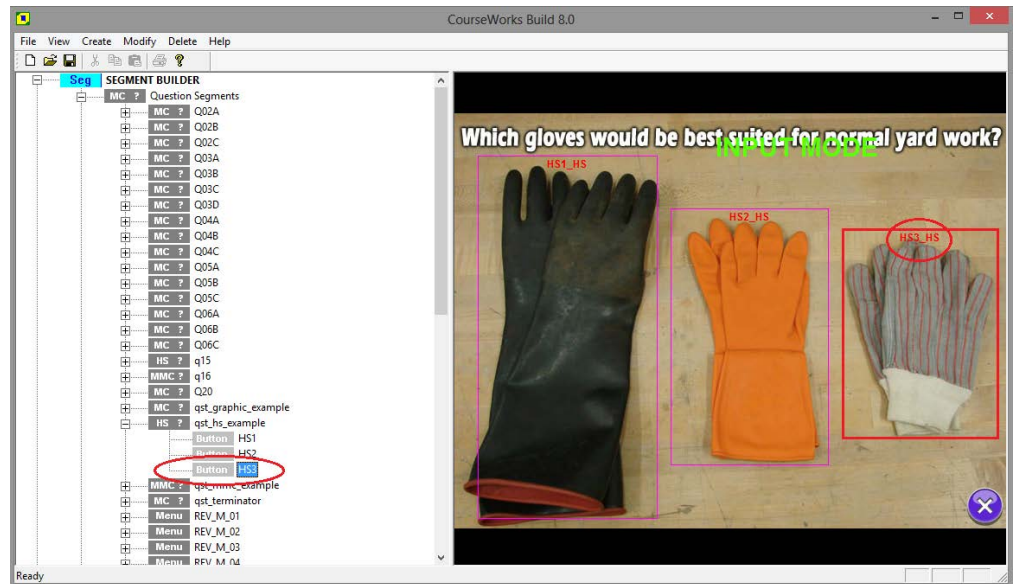 CourseWorks Build 8.0
File View Create Modify Delete Help
Seg SEGMENT BUILDER
MC ? Question Segments
MC ? Q02A
MC ? Q02B
MC ? Q02C
MC ? Q03A
MC ? Q03B
MC ? Q03C
MC ? Q03D
MC ? Q04A
MC ? Q04B
MC ? Q04C
MC ? Q05A
MC ? Q05B
MC ? Q05C
MC ? Q06A
MC ? Q06B
MC ? Q06C
HS ? q15
MMC ? q16
MC ? Q20
MC ? qst_graphic_example
HS ? qst_hs_example
Button HS1
Button HS2
Button HS3
MMC ? qst_mmc_example
MC ? qst_terminator
Menu REV_M_01
Menu REV_M_02
Menu REV_M_03
Menu REV_M_04
Ready
Which gloves would be best suited for normal yard work?
INPUT MODE
HS1_HS
HS2_HS
HS3_HS